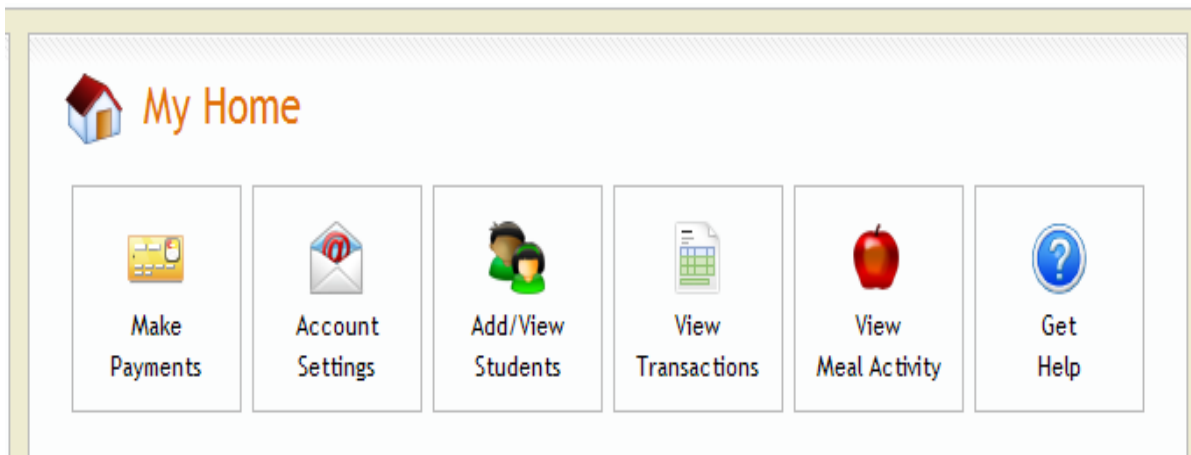 My Home
Make
Payments
Account
Settings
Add/View
Students
View
Transactions
View
Meal Activity
Get
Help